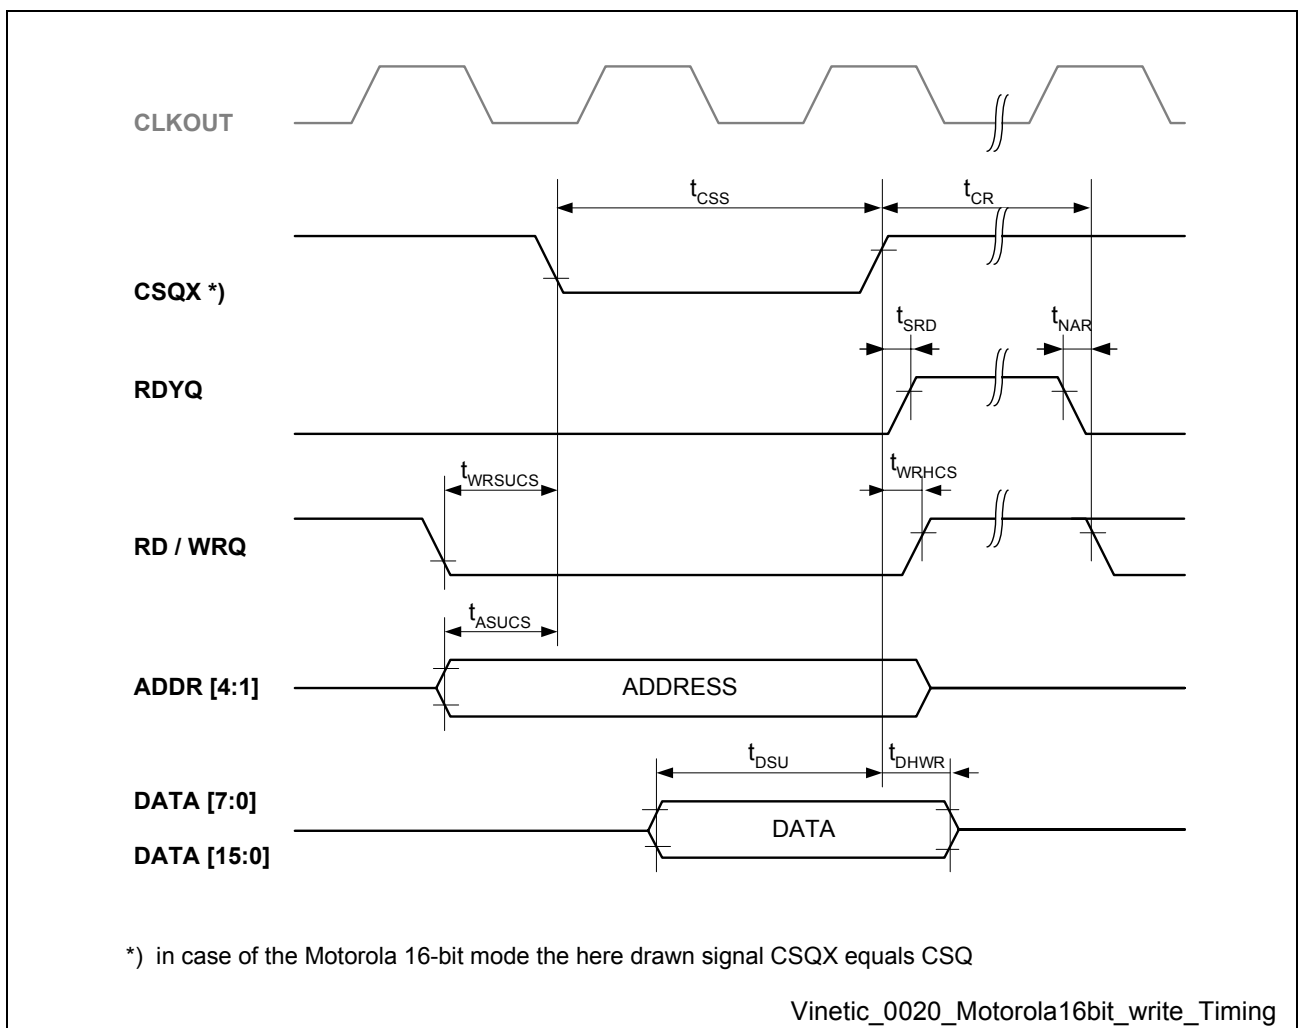 CLKOUT
tCSS
tCR
CSQX *)
tSRD
tNAR
RDYQ
tWRSUCS
tWRHCS
RD / WRQ
tASUCS
ADDR [4:1]
ADDRESS
tDSU
tDHWR
DATA [7:0]
DATA
DATA [15:0]
*) in case of the Motorola 16-bit mode the here drawn signal CSQX equals CSQ
Vinetic_0020_Motorola16bit_write_Timing